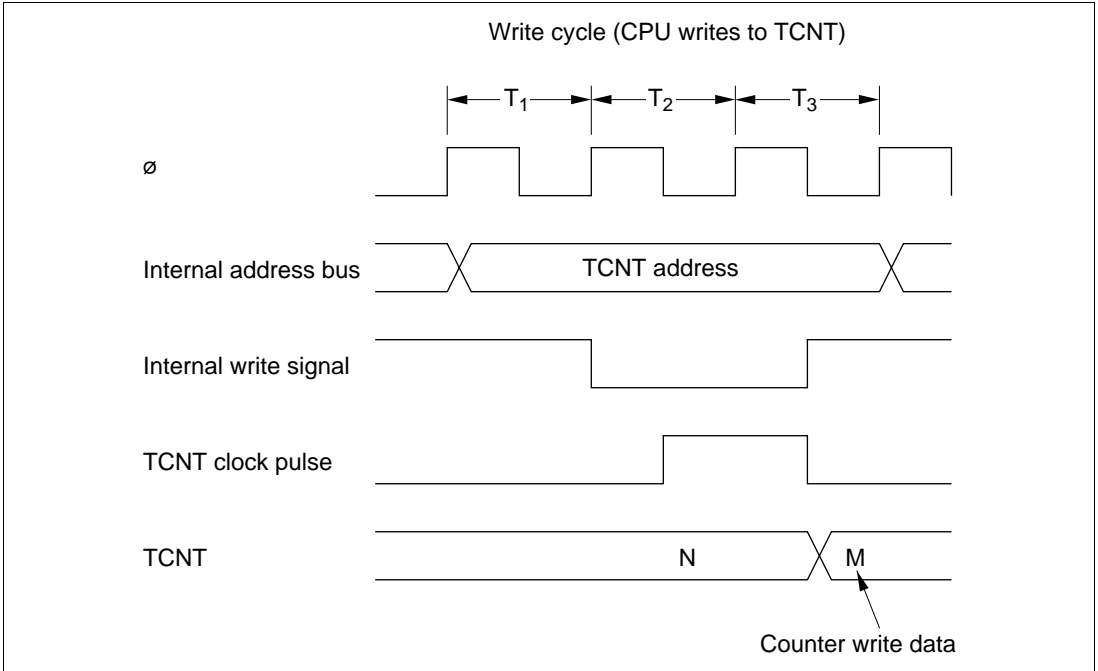 Write cycle (CPU writes to TCNT)
T1 T2 T3
ø
Internal address bus TCNT address
Internal write signal
TCNT clock pulse
TCNT N M
Counter write data